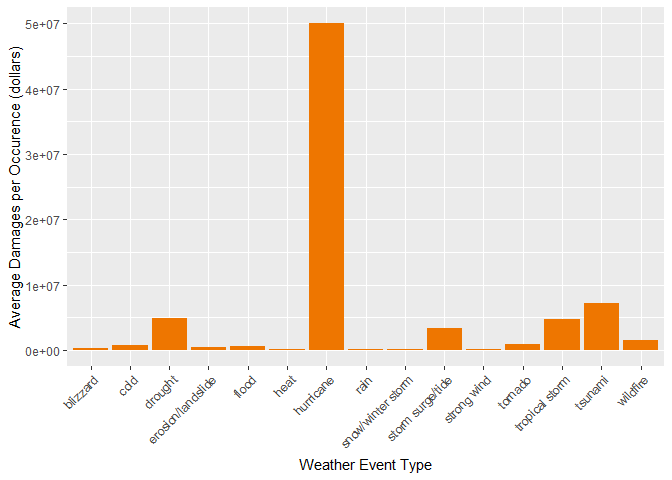 Average Damages per Occurence (dollars)
5e+07
4e+07
3e+07
2e+07
1e+07
0e+00
blizzard
cold
drought
erosion/landslide
flood
heat
hurricane
rain
snow/winter storm
storm surge/tide
strong wind
tornado
tropical storm
tsunami
wildfire
Weather Event Type